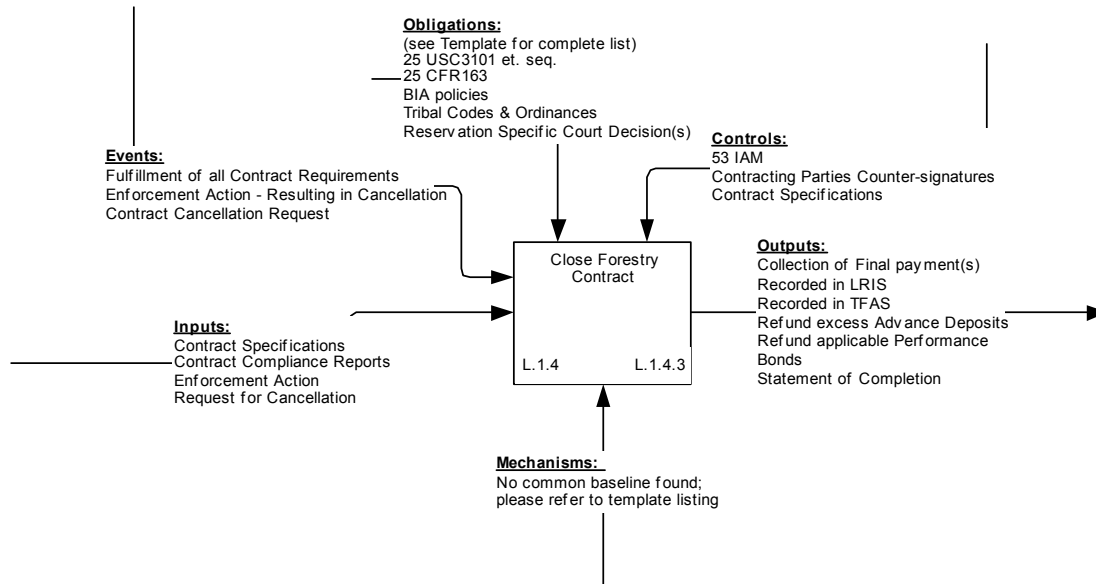 Obligations:
(see Template for complete list)
25 USC3101 et. seq.
25 CFR163
BIA policies
Tribal Codes & Ordinances
Reservation Specific Court Decision(s)
Controls:
53 IAM
Contracting Parties Counter-signatures
Contract Specifications
Events:
Fulfillment of all Contract Requirements
Enforcement Action - Resulting in Cancellation
Contract Cancellation Request
Close Forestry
Contract
L.1.4
L.1.4.3
Outputs:
Collection of Final payment(s)
Recorded in LRIS
Recorded in TFAS
Refund excess Advance Deposits
Refund applicable Performance
Bonds
Statement of Completion
Inputs:
Contract Specifications
Contract Compliance Reports
Enforcement Action
Request for Cancellation
Mechanisms:
No common baseline found;
please refer to template listing